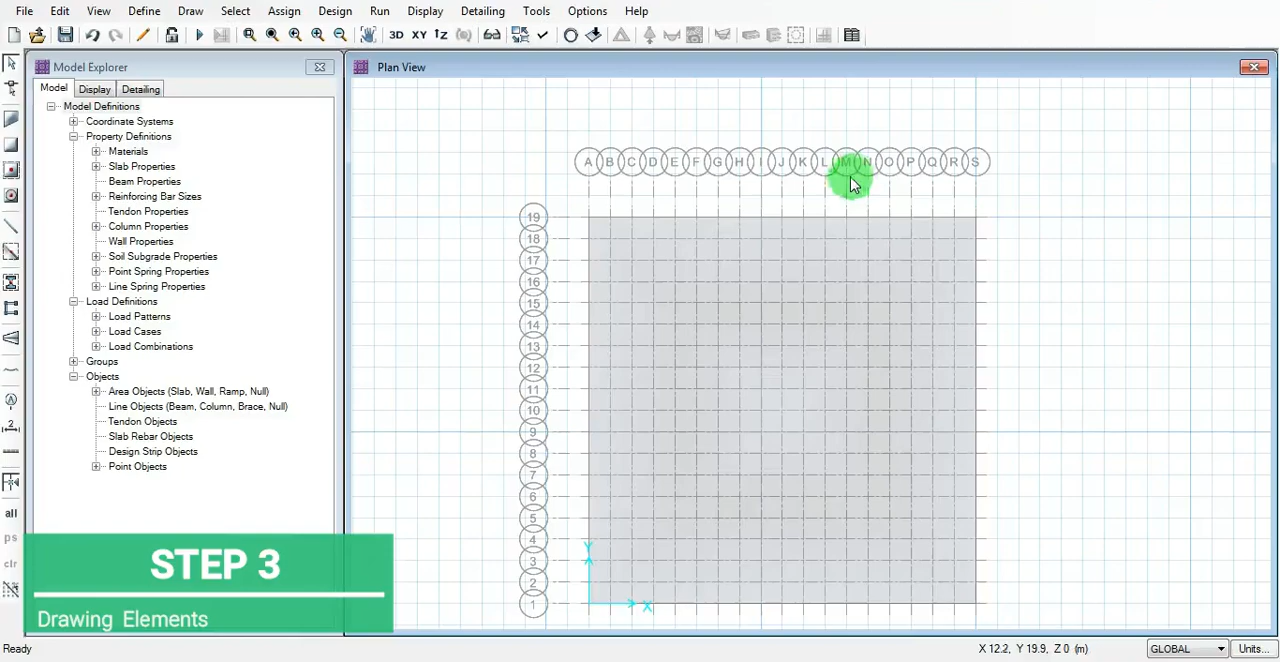 File Edit View Define Draw Select Assign Design Run Display Detailing Tools Options Help
3D XY
Model Explorer
Plan View
Model Display Detailing
Model Definitions
Coordinate Systems
Property Definitions
Materials
Slab Properties
Beam Properties
Reinforcing Bar Sizes
Tendon Properties
Column Properties
Wall Properties
Soil Subgrade Properties
Point Spring Properties
Line Spring Properties
Load Definitions
Load Patterns
Load Cases
Load Combinations
Groups
Objects
Area Objects (Slab, Wall, Ramp, Null)
Line Objects (Beam, Column, Brace, Null)
Tendon Objects
Slab Rebar Objects
Design Strip Objects
Point Objects
A B C D E F G H I J K L M N O P Q R S
19
18
17
16
15
14
13
12
11
10
9
8
7
6
5
4
3
2
1
Y
X
all
ps
clr
STEP 3
Drawing Elements
Ready
X 12.2, Y 19.9, Z 0 (m)
GLOBAL
Units...